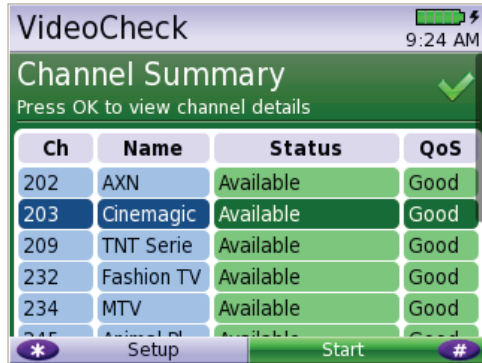 VideoCheck
9:24 AM
Channel Summary
Press OK to view channel details
Ch Name Status QoS
202 AXN Available Good
203 Cinemagic Available Good
209 TNT Serie Available Good
232 Fashion TV Available Good
234 MTV Available Good
* Setup Start #